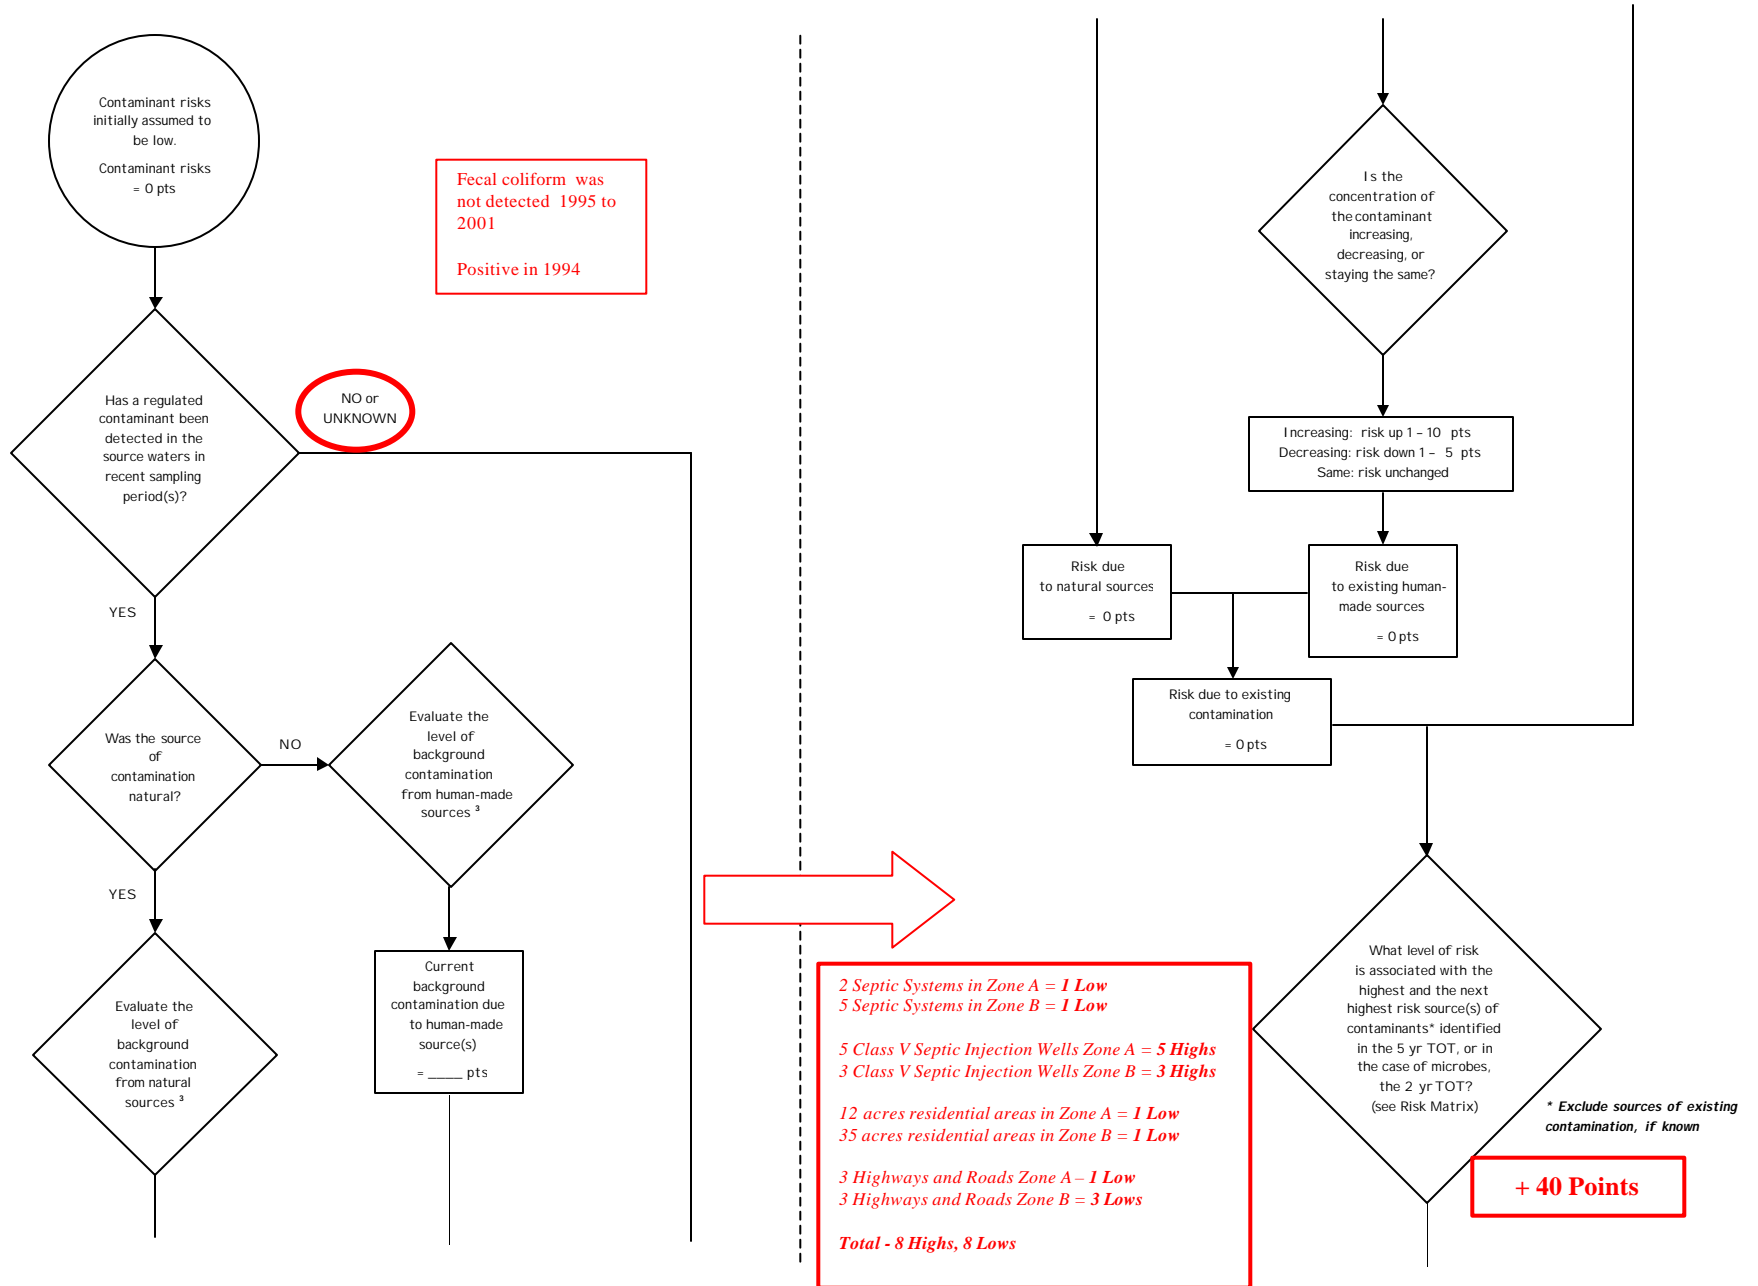 Contaminant risks
initially assumed to
be low.
Contaminant risks
= 0 pts
Fecal coliform was
not detected 1995 to
2001
Positive in 1994
Has a regulated
contaminant been
detected in the
source waters in
recent sampling
period(s)?
NO or
UNKNOWN
YES
Was the source
of
contamination
natural?
NO
Evaluate the
level of
background
contamination
from human-made
sources ³
YES
Evaluate the
level of
background
contamination
from natural
sources ³
Current
background
contamination due
to human-made
source(s)
= ____ pts
Is the
concentration of
the contaminant
increasing,
decreasing, or
staying the same?
Increasing: risk up 1 – 10 pts
Decreasing: risk down 1 – 5 pts
Same: risk unchanged
Risk due
to natural sources
= 0 pts
Risk due
to existing human-
made sources
= 0 pts
Risk due to existing
contamination
= 0 pts
2 Septic Systems in Zone A = 1 Low
5 Septic Systems in Zone B = 1 Low
5 Class V Septic Injection Wells Zone A = 5 Highs
3 Class V Septic Injection Wells Zone B = 3 Highs
12 acres residential areas in Zone A = 1 Low
35 acres residential areas in Zone B = 1 Low
3 Highways and Roads Zone A – 1 Low
3 Highways and Roads Zone B = 3 Lows
Total - 8 Highs, 8 Lows
What level of risk
is associated with the
highest and the next
highest risk source(s) of
contaminants* identified
in the 5 yr TOT, or in
the case of microbes,
the 2 yr TOT?
(see Risk Matrix)
* Exclude sources of existing
contamination, if known
+ 40 Points